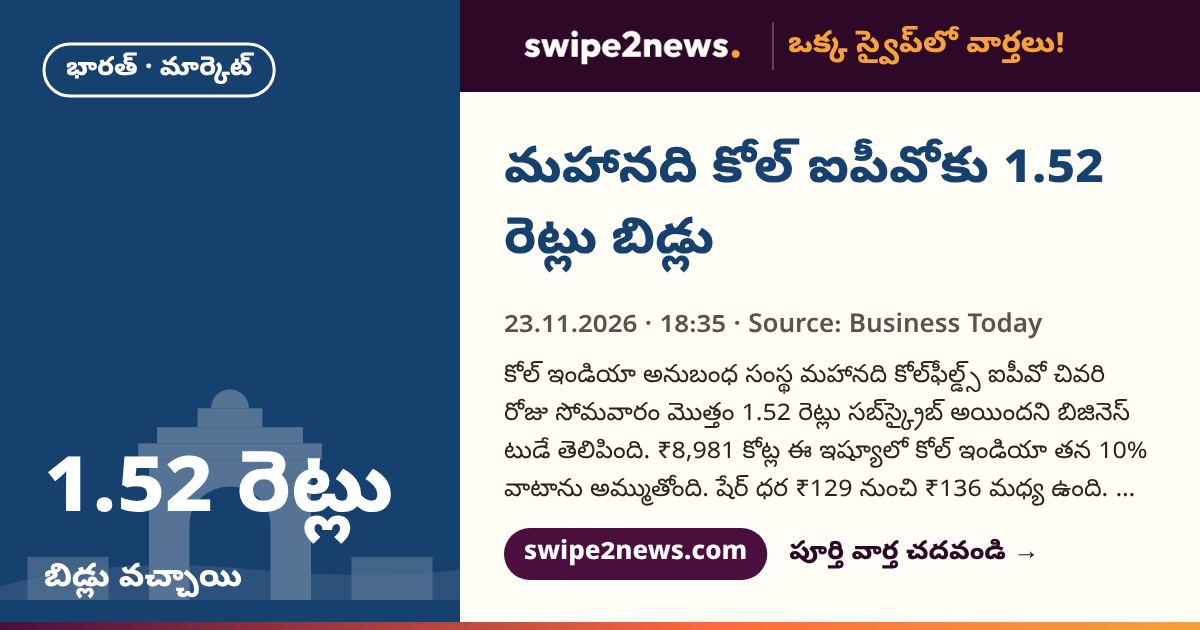 భారత్ · మార్కెట్
1.52 రెట్లు
బిడ్లు వచ్చాయి
swipe2news.
ఒక్క స్వైప్‌లో వార్తలు!
మహానది కోల్ ఐపీవోకు 1.52
రెట్లు బిడ్లు
23.11.2026 · 18:35 · Source: Business Today
కోల్ ఇండియా అనుబంధ సంస్థ మహానది కోల్‌ఫీల్డ్స్ ఐపీవో చివరి
రోజు సోమవారం మొత్తం 1.52 రెట్లు సబ్‌స్క్రైబ్ అయిందని బిజినెస్
టుడే తెలిపింది. ₹8,981 కోట్ల ఈ ఇష్యూలో కోల్ ఇండియా తన 10%
వాటాను అమ్ముతోంది. షేర్ ధర ₹129 నుంచి ₹136 మధ్య ఉంది. ...
swipe2news.com
పూర్తి వార్త చదవండి →